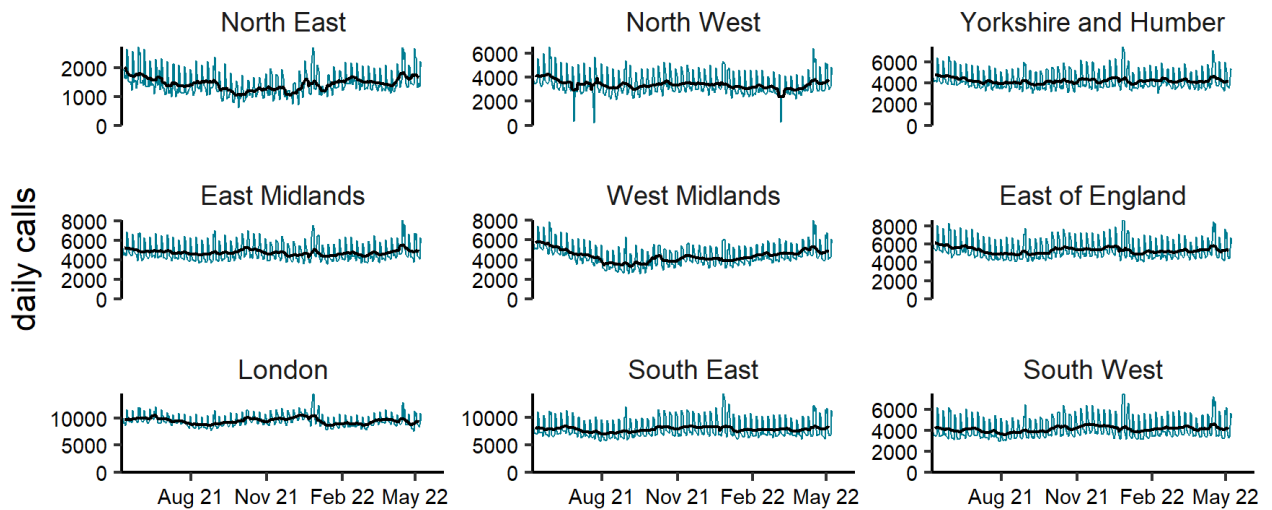 North East
North West
Yorkshire and Humber
2000
1000
0
6000
4000
2000
0
6000
4000
2000
0
daily calls
East Midlands
West Midlands
East of England
8000
6000
4000
2000
0
8000
6000
4000
2000
0
8000
6000
4000
2000
0
London
South East
South West
10000
5000
0
10000
5000
0
6000
4000
2000
0
Aug 21 Nov 21 Feb 22 May 22
Aug 21 Nov 21 Feb 22 May 22
Aug 21 Nov 21 Feb 22 May 22